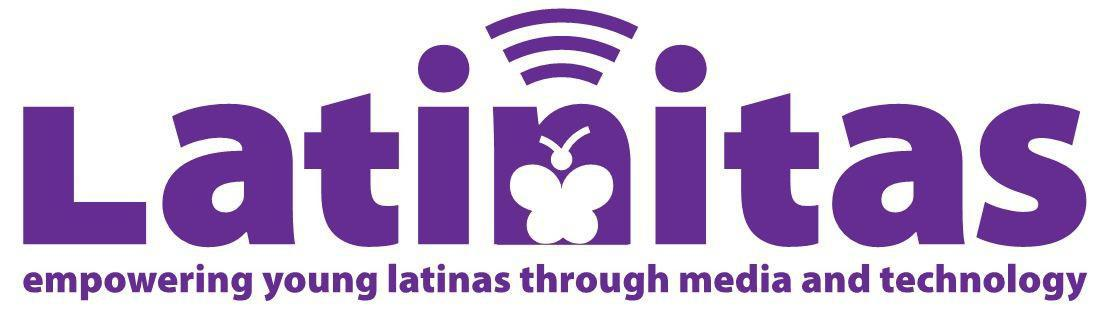 Latinitas
empowering young latinas through media and technology